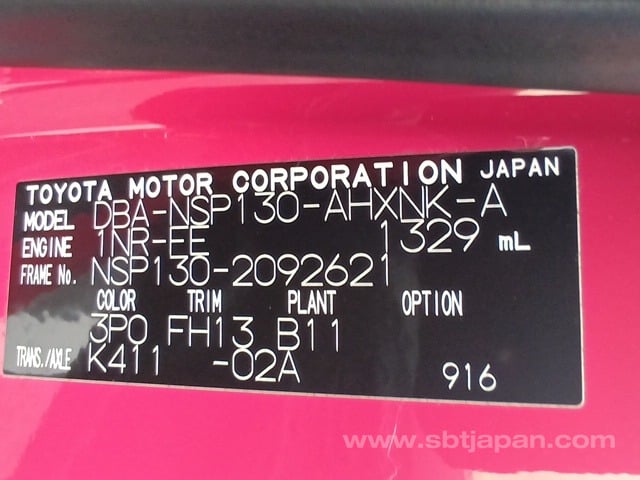 TOYOTA MOTOR CORPORATION JAPAN
MODEL DBA-NSP130-AHXNK-A
ENGINE 1NR-EE 1329 mL
FRAME No. NSP130-2092621
COLOR TRIM PLANT OPTION
3P0 FH13 B11
TRANS./AXLE K411 -02A 916
www.sbtjapan.com